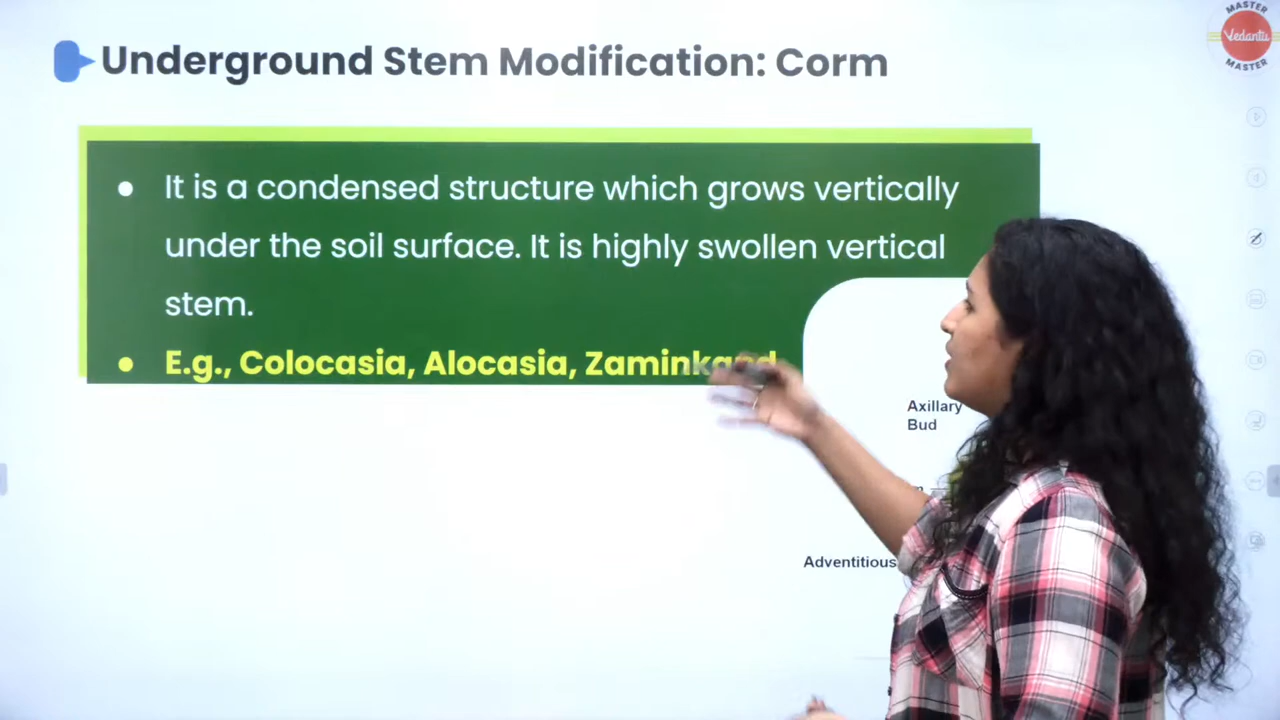 Underground Stem Modification: Corm
MASTER
Vedantu
MASTER
It is a condensed structure which grows vertically
under the soil surface. It is highly swollen vertical
stem.
E.g., Colocasia, Alocasia, Zaminkand
Axillary
Bud
Adventitious